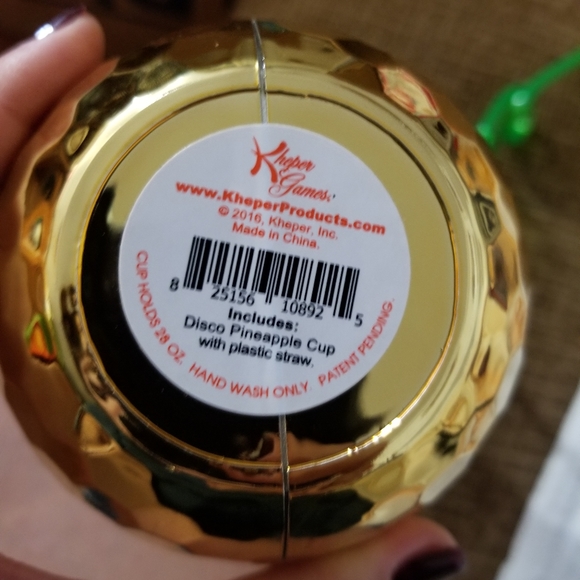 Kheper
Games®
www.KheperProducts.com
© 2016, Kheper, Inc.
Made in China.
8 25156 10892 5
Includes:
Disco Pineapple Cup
with plastic straw.
CUP HOLDS 28 OZ. HAND WASH ONLY. PATENT PENDING.